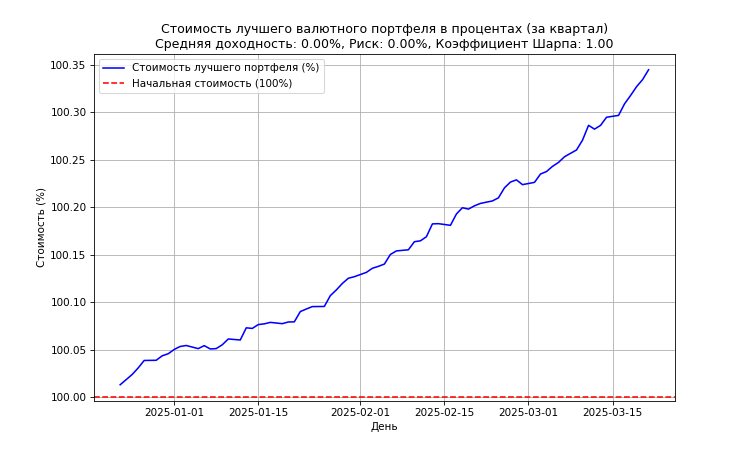 Стоимость лучшего валютного портфеля в процентах (за квартал)
Средняя доходность: 0.00%, Риск: 0.00%, Коэффициент Шарпа: 1.00
Стоимость лучшего портфеля (%)
Начальная стоимость (100%)
Стоимость (%)
100.35
100.30
100.25
100.20
100.15
100.10
100.05
100.00
2025-01-01 2025-01-15 2025-02-01 2025-02-15 2025-03-01 2025-03-15
День